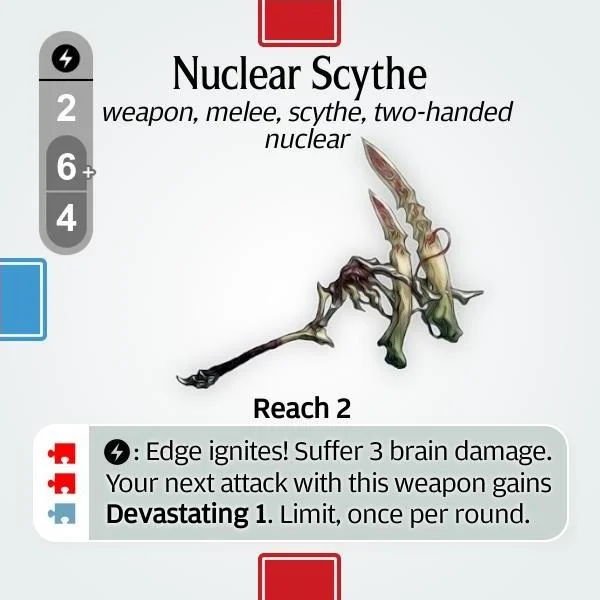 Nuclear Scythe
weapon, melee, scythe, two-handed
nuclear
2
6+
4
Reach 2
: Edge ignites! Suffer 3 brain damage.
Your next attack with this weapon gains
Devastating 1. Limit, once per round.